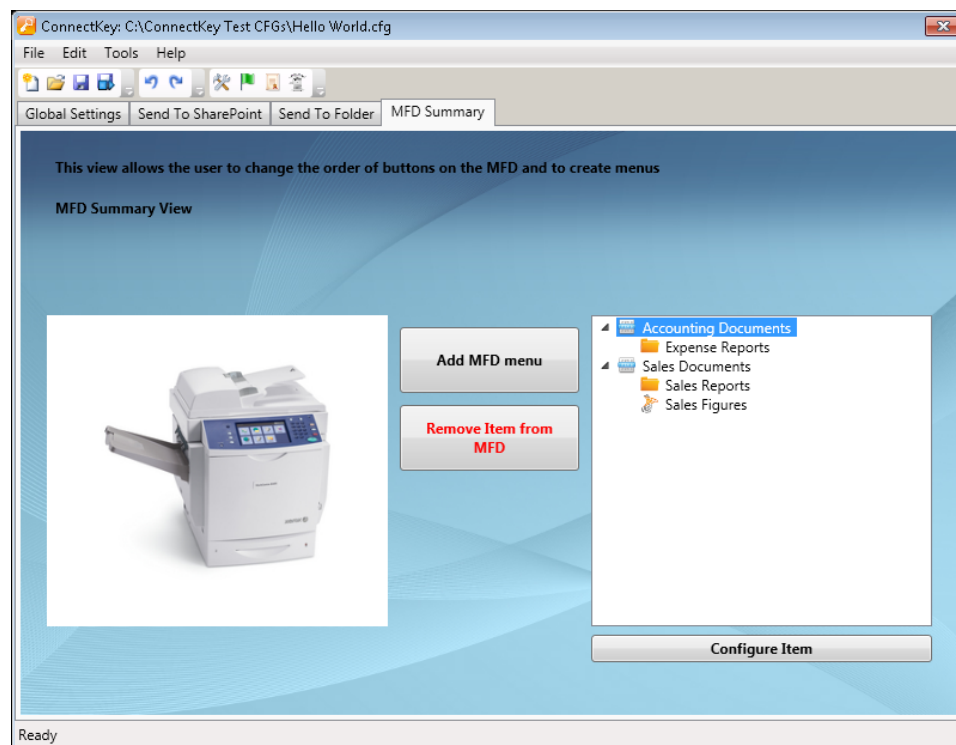 ConnectKey: C:\ConnectKey Test CFGs\Hello World.cfg
File Edit Tools Help
Global Settings Send To SharePoint Send To Folder MFD Summary
This view allows the user to change the order of buttons on the MFD and to create menus
MFD Summary View
Add MFD menu
Remove Item from
MFD
Accounting Documents
Expense Reports
Sales Documents
Sales Reports
Sales Figures
Configure Item
Ready